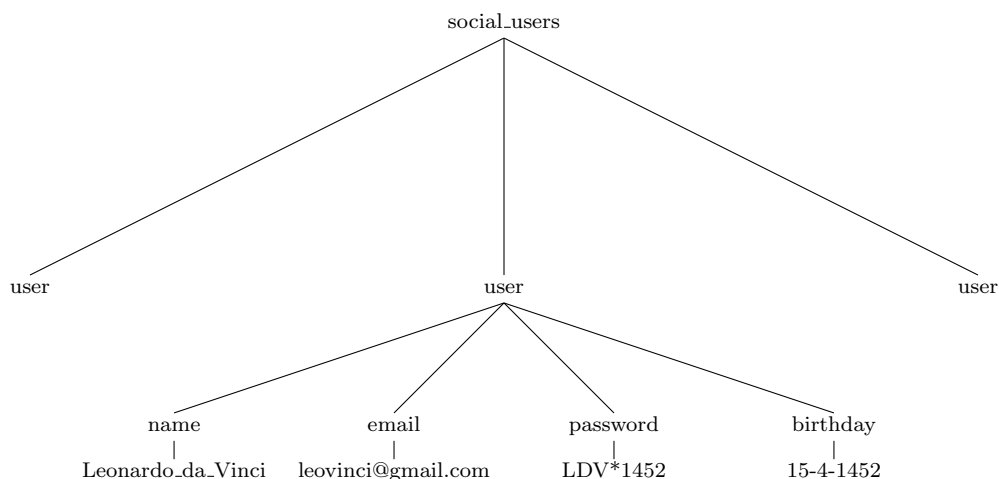 social_users
user user user
name email password birthday
Leonardo_da_Vinci leovinci@gmail.com LDV*1452 15-4-1452